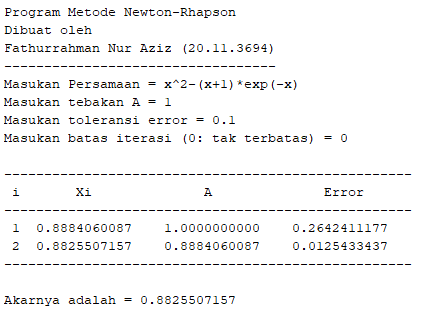 Program Metode Newton-Rhapson
Dibuat oleh
Fathurrahman Nur Aziz (20.11.3694)
----------------------------------
Masukan Persamaan = x^2-(x+1)*exp(-x)
Masukan tebakan A = 1
Masukan toleransi error = 0.1
Masukan batas iterasi (0: tak terbatas) = 0
---------------------------------------------------
i Xi A Error
---------------------------------------------------
1 0.8884060087 1.0000000000 0.2642411177
2 0.8825507157 0.8884060087 0.0125433437
---------------------------------------------------
Akarnya adalah = 0.8825507157